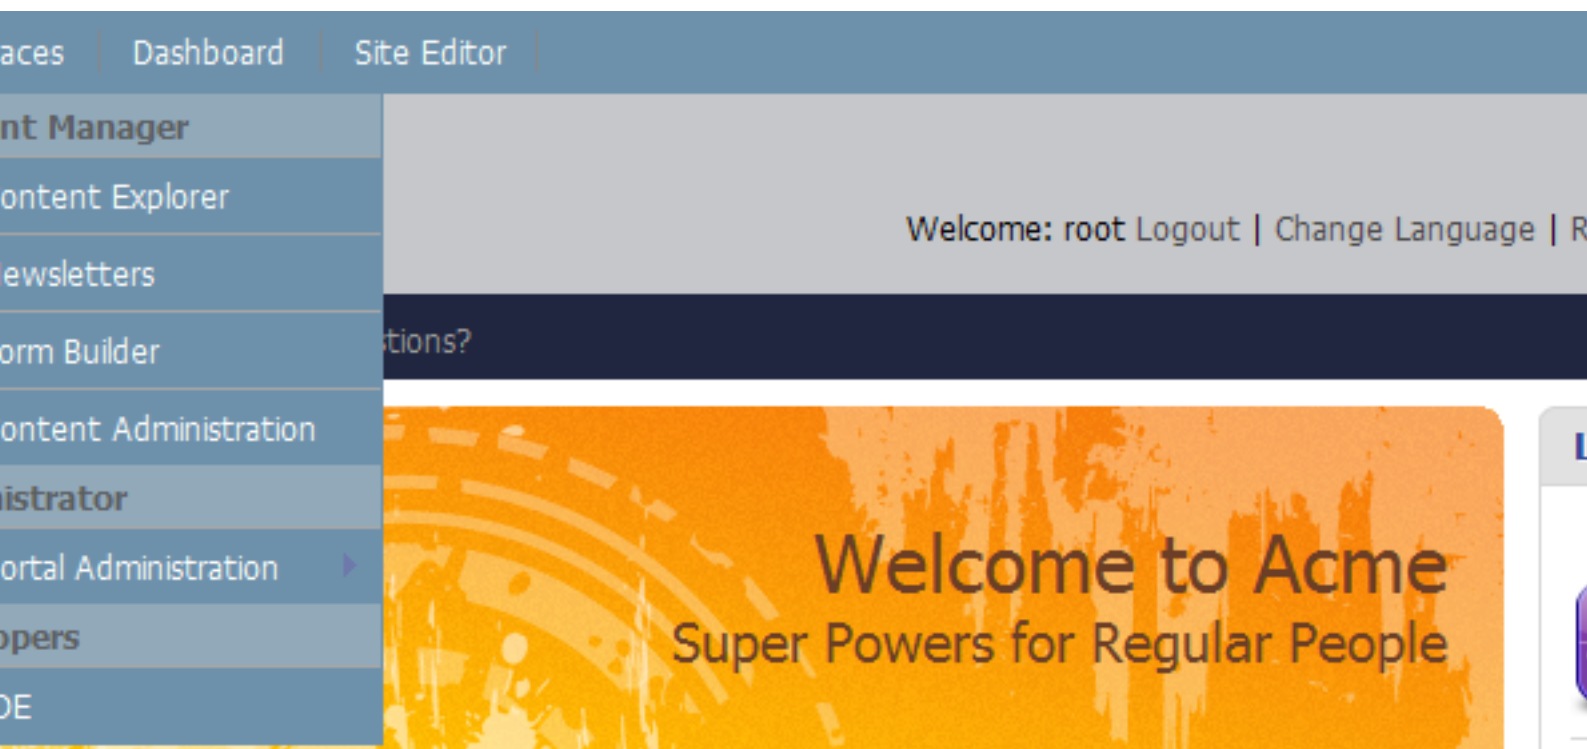 aces Dashboard Site Editor
nt Manager
ontent Explorer
Welcome: root Logout | Change Language | R
ewsletters
tions?
orm Builder
ontent Administration
L
istrator
Welcome to Acme
ortal Administration
Super Powers for Regular People
pers
DE